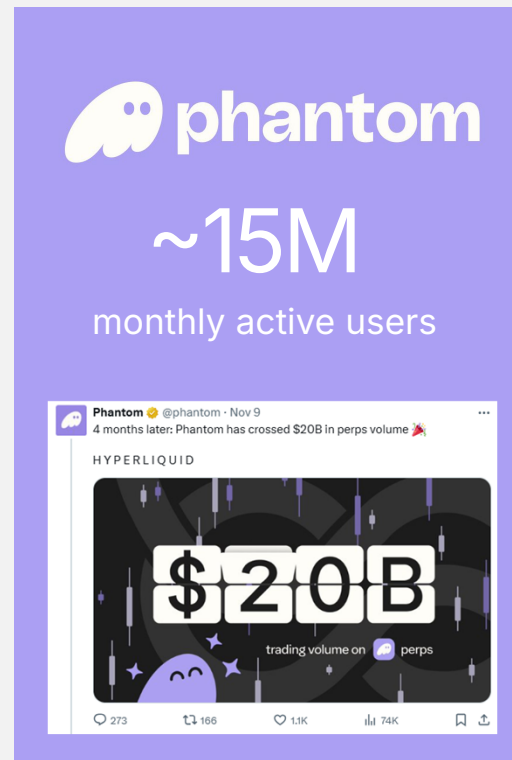 phantom
~15M
monthly active users
Phantom @phantom · Nov 9
4 months later: Phantom has crossed $20B in perps volume 🎉
HYPERLIQUID
$20B
trading volume on perps
273 166 1.1K 74K